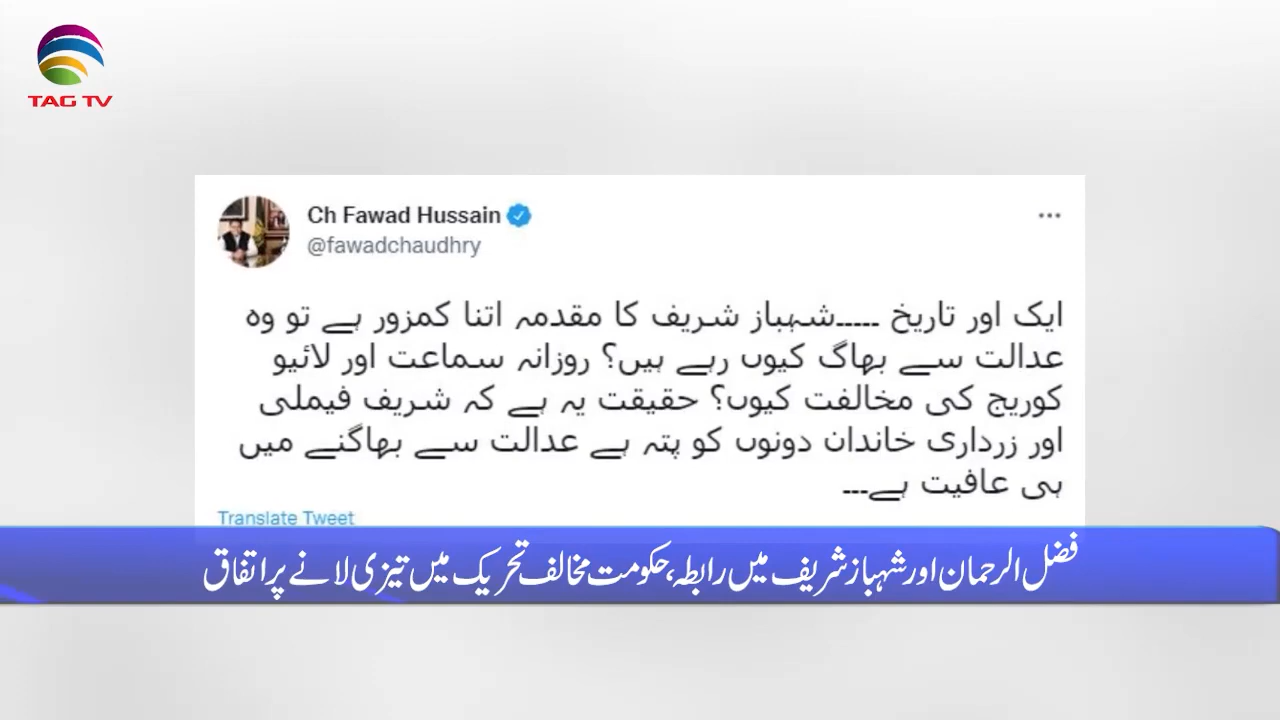 TAG TV
Ch Fawad Hussain
@fawadchaudhry
ایک اور تاریخ -----شہباز شریف کا مقدمہ اتنا کمزور ہے تو وہ
عدالت سے بھاگ کیوں رہے ہیں؟ روزانہ سماعت اور لائیو
کوریج کی مخالفت کیوں؟ حقیقت یہ ہے کہ شریف فیملی
اور زرداری خاندان دونوں کو پتہ ہے عدالت سے بھاگنے میں
ہی عافیت ہے---
Translate Tweet
فضل الرحمان اور شہباز شریف میں رابطہ، حکومت مخالف تحریک میں تیزی لانے پر اتفاق